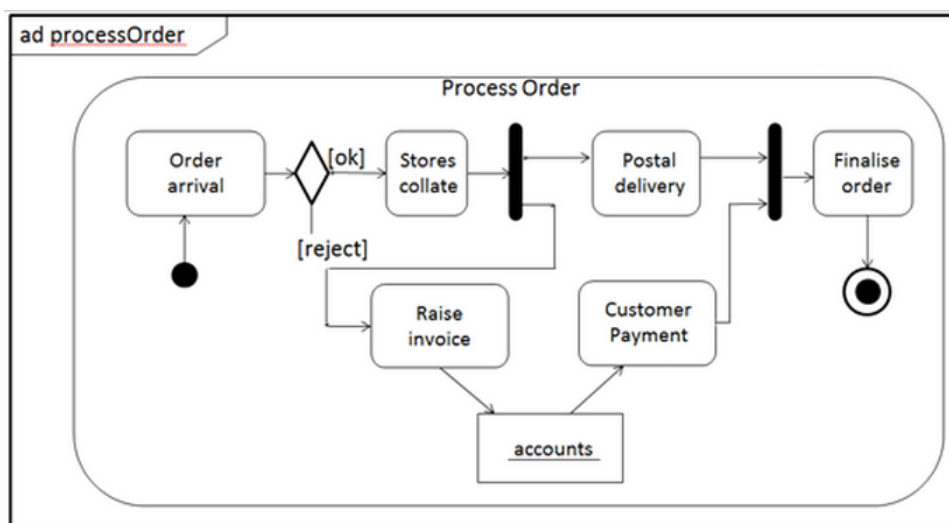 ad processOrder
Process Order
Order
arrival
[ok]
Stores
collate
Postal
delivery
Finalise
order
[reject]
Raise
invoice
Customer
Payment
accounts